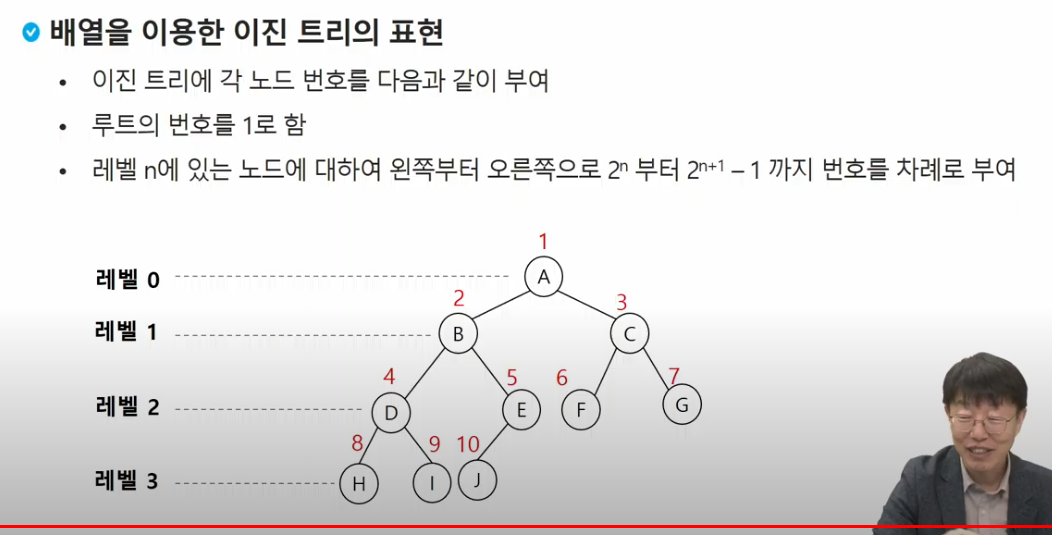 배열을 이용한 이진 트리의 표현
• 이진 트리에 각 노드 번호를 다음과 같이 부여
• 루트의 번호를 1로 함
• 레벨 n에 있는 노드에 대하여 왼쪽부터 오른쪽으로 2ⁿ 부터 2ⁿ⁺¹ – 1 까지 번호를 차례로 부여
1
레벨 0 A
2 3
레벨 1 B C
4 5 6 7
레벨 2 D E F G
8 9 10
레벨 3 H I J